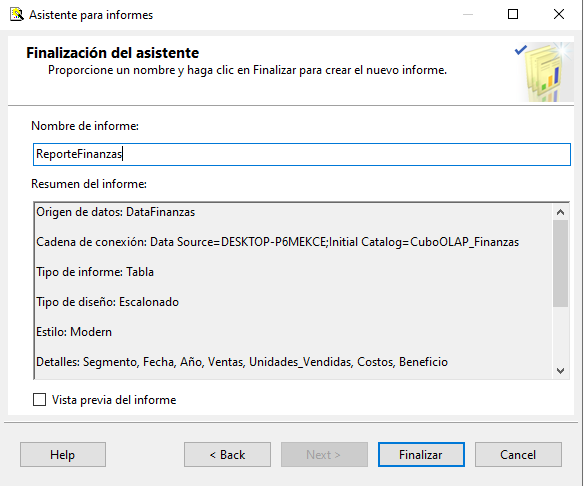 Asistente para informes
Finalización del asistente
Proporcione un nombre y haga clic en Finalizar para crear el nuevo informe.
Nombre de informe:
ReporteFinanzas
Resumen del informe:
Origen de datos: DataFinanzas
Cadena de conexión: Data Source=DESKTOP-P6MEKCE;Initial Catalog=CuboOLAP_Finanzas
Tipo de informe: Tabla
Tipo de diseño: Escalonado
Estilo: Modern
Detalles: Segmento, Fecha, Año, Ventas, Unidades_Vendidas, Costos, Beneficio
Vista previa del informe
Help
< Back
Next >
Finalizar
Cancel